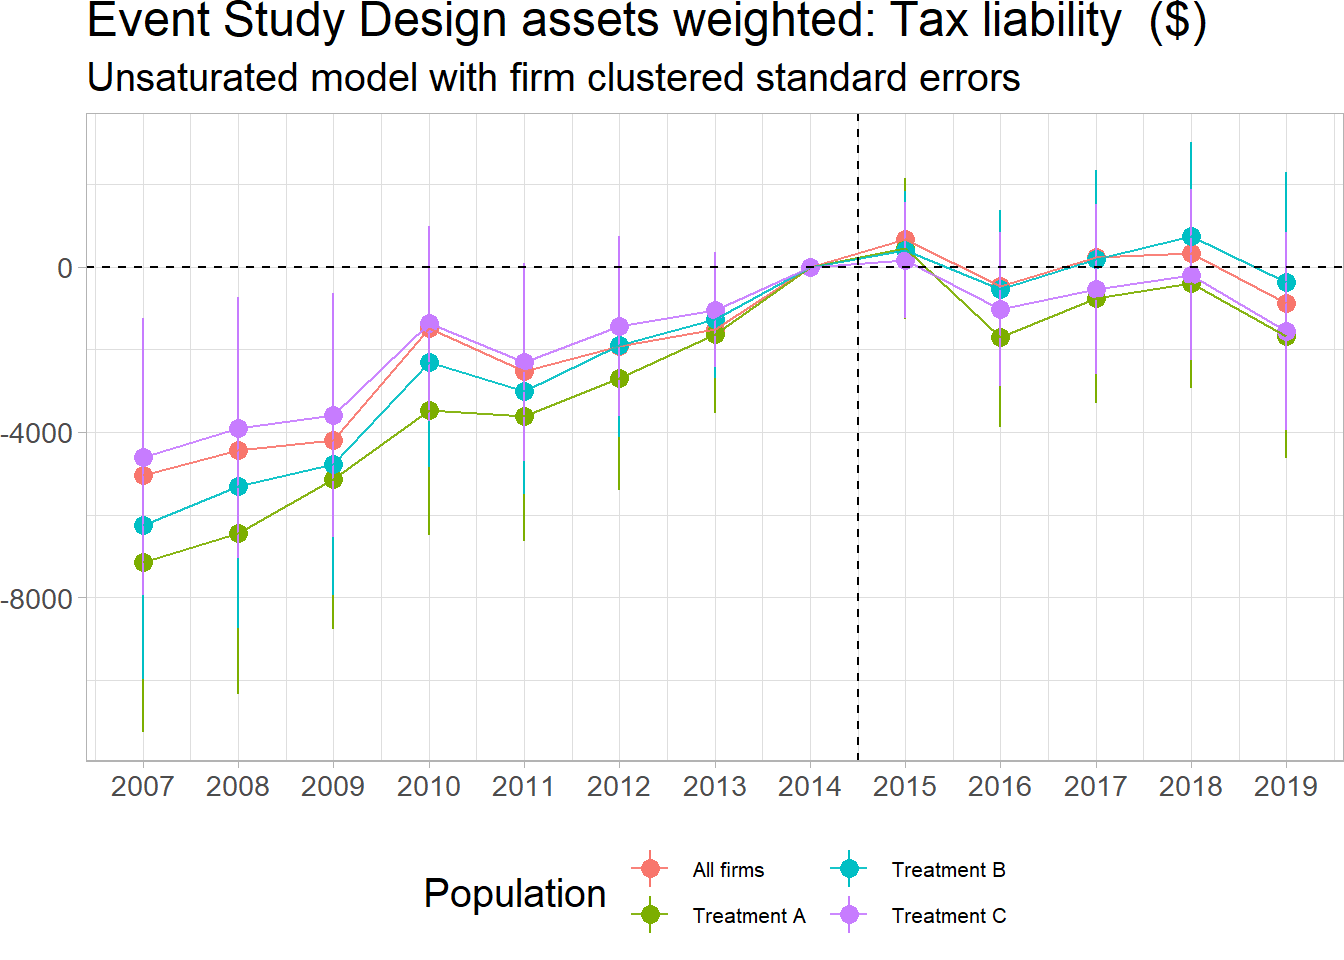 Event Study Design assets weighted: Tax liability  ($)
Unsaturated model with firm clustered standard errors
0
-4000
-8000
2007 2008 2009 2010 2011 2012 2013 2014 2015 2016 2017 2018 2019
Population
All firms
Treatment A
Treatment B
Treatment C